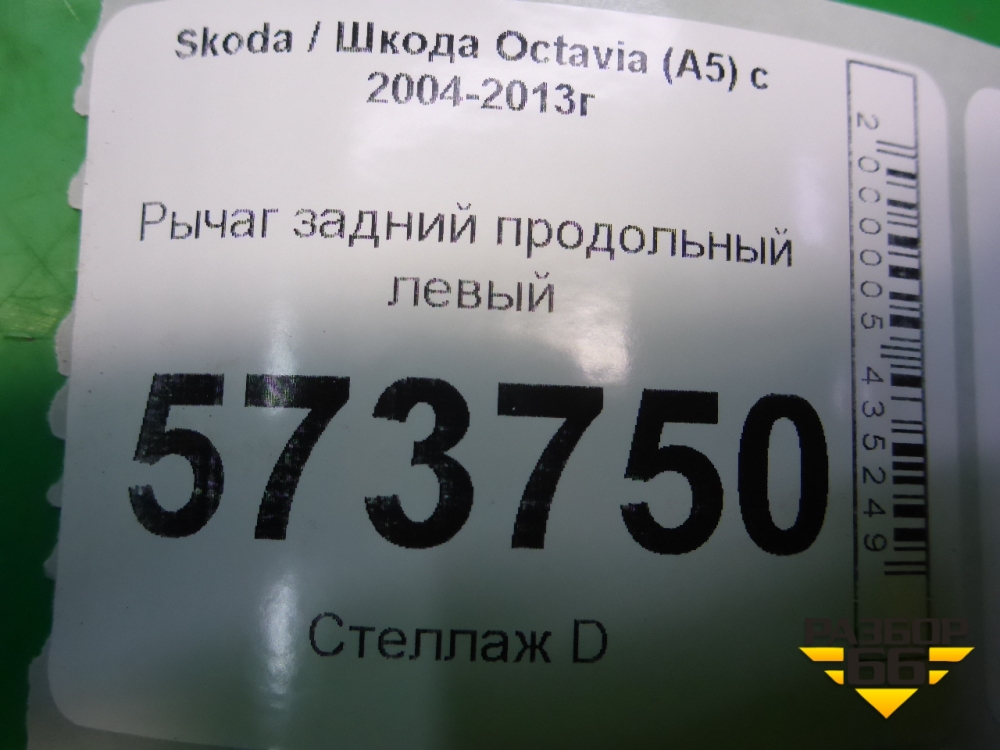 Skoda / Шкода Octavia (A5) с
2004-2013г
Рычаг задний продольный
левый
573750
Стеллаж D
2000005435249
РАЗБОР
66